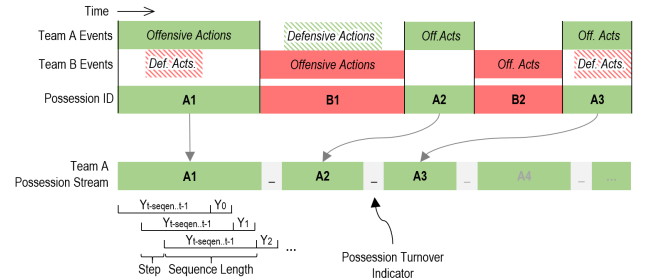 Time
Team A Events
Offensive Actions
Defensive Actions
Off.Acts
Off. Acts
Team B Events
Def. Acts.
Offensive Actions
Off. Acts
Def. Acts.
Possession ID
A1
B1
A2
B2
A3
Team A
Possession Stream
A1
_
A2
_
A3
_
A4
_
...
Yt-seqen..t-1
Y0
Yt-seqen..t-1
Y1
Yt-seqen..t-1
Y2
...
Step
Sequence Length
Possession Turnover
Indicator